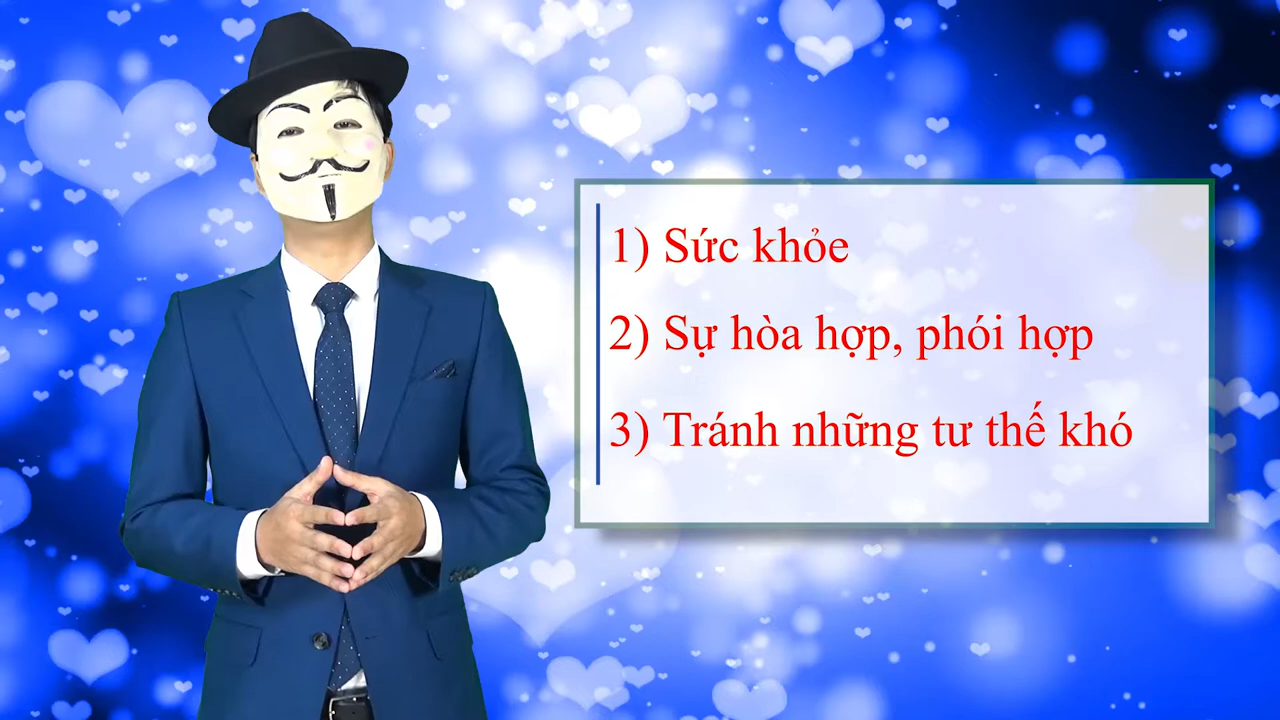 1) Sức khỏe
2) Sự hòa hợp, phói hợp
3) Tránh những tư thế khó